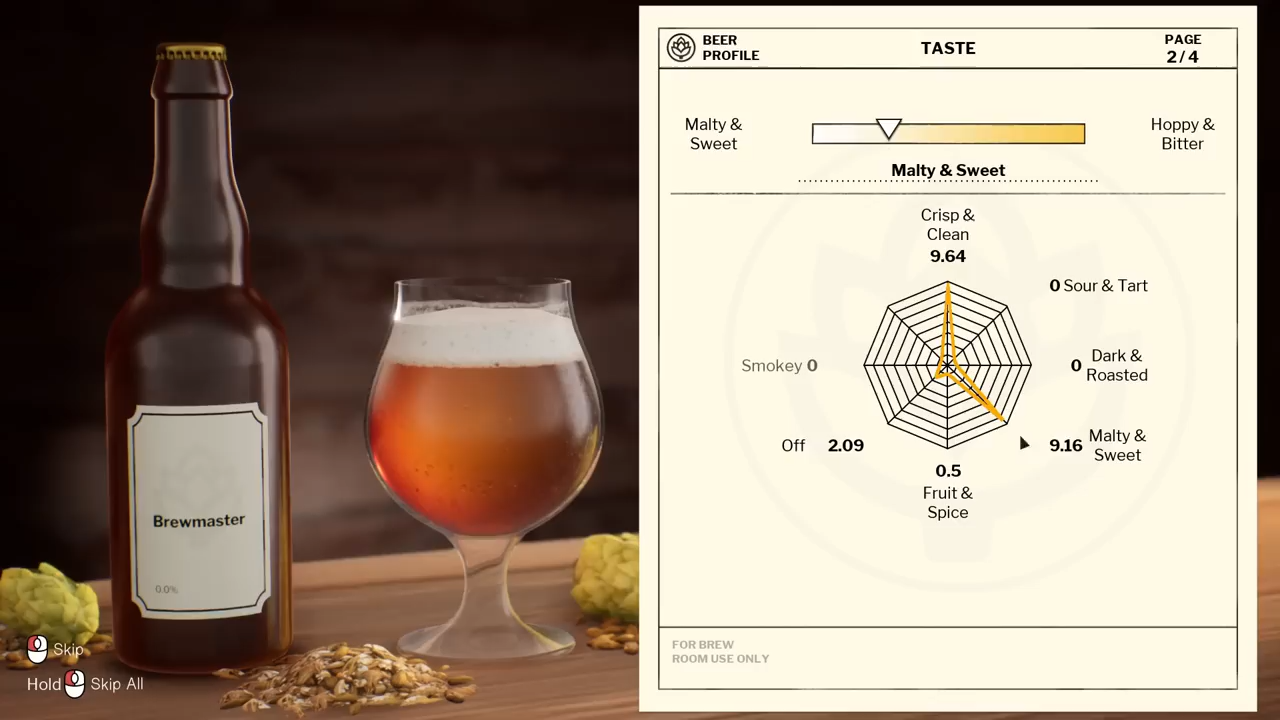 BEER
PROFILE
TASTE
PAGE
2/4
Malty &
Sweet
Hoppy &
Bitter
Malty & Sweet
Crisp &
Clean
9.64
0 Sour & Tart
Smokey 0
0 Dark &
Roasted
Off 2.09
9.16 Malty &
Sweet
0.5
Fruit &
Spice
Brewmaster
0.0%
Skip
Hold Skip All
FOR BREW
ROOM USE ONLY